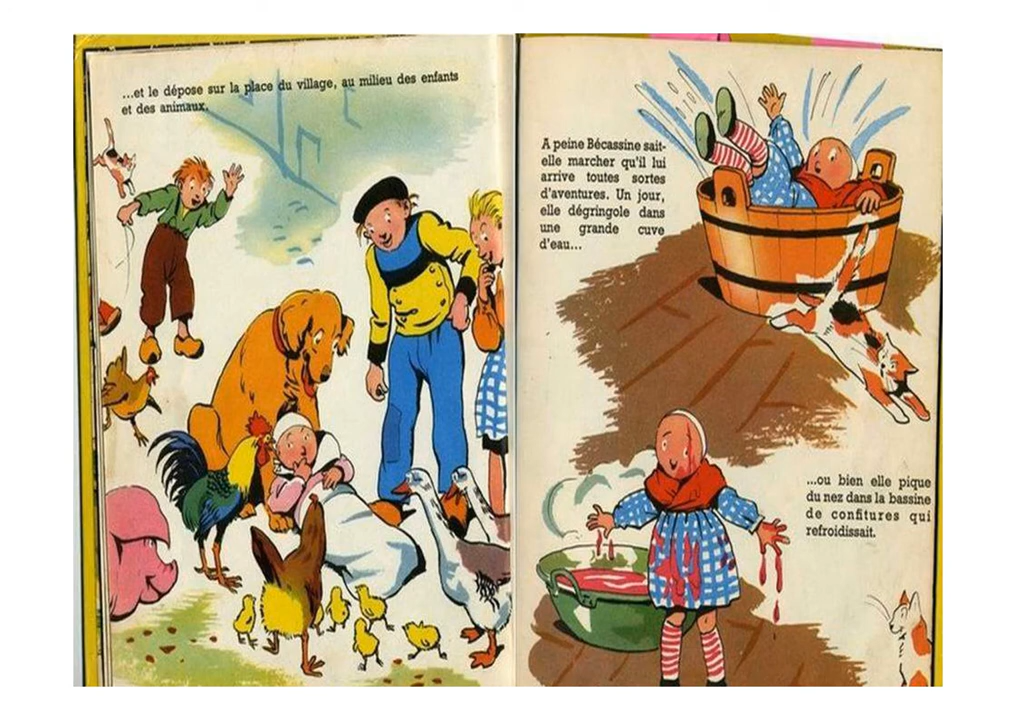 ...et le dépose sur la place du village, au milieu des enfants
et des animaux.
A peine Bécassine sait-
elle marcher qu'il lui
arrive toutes sortes
d'aventures. Un jour,
elle dégringole dans
une grande cuve
d'eau...
...ou bien elle pique
du nez dans la bassine
de confitures qui
refroidissait.